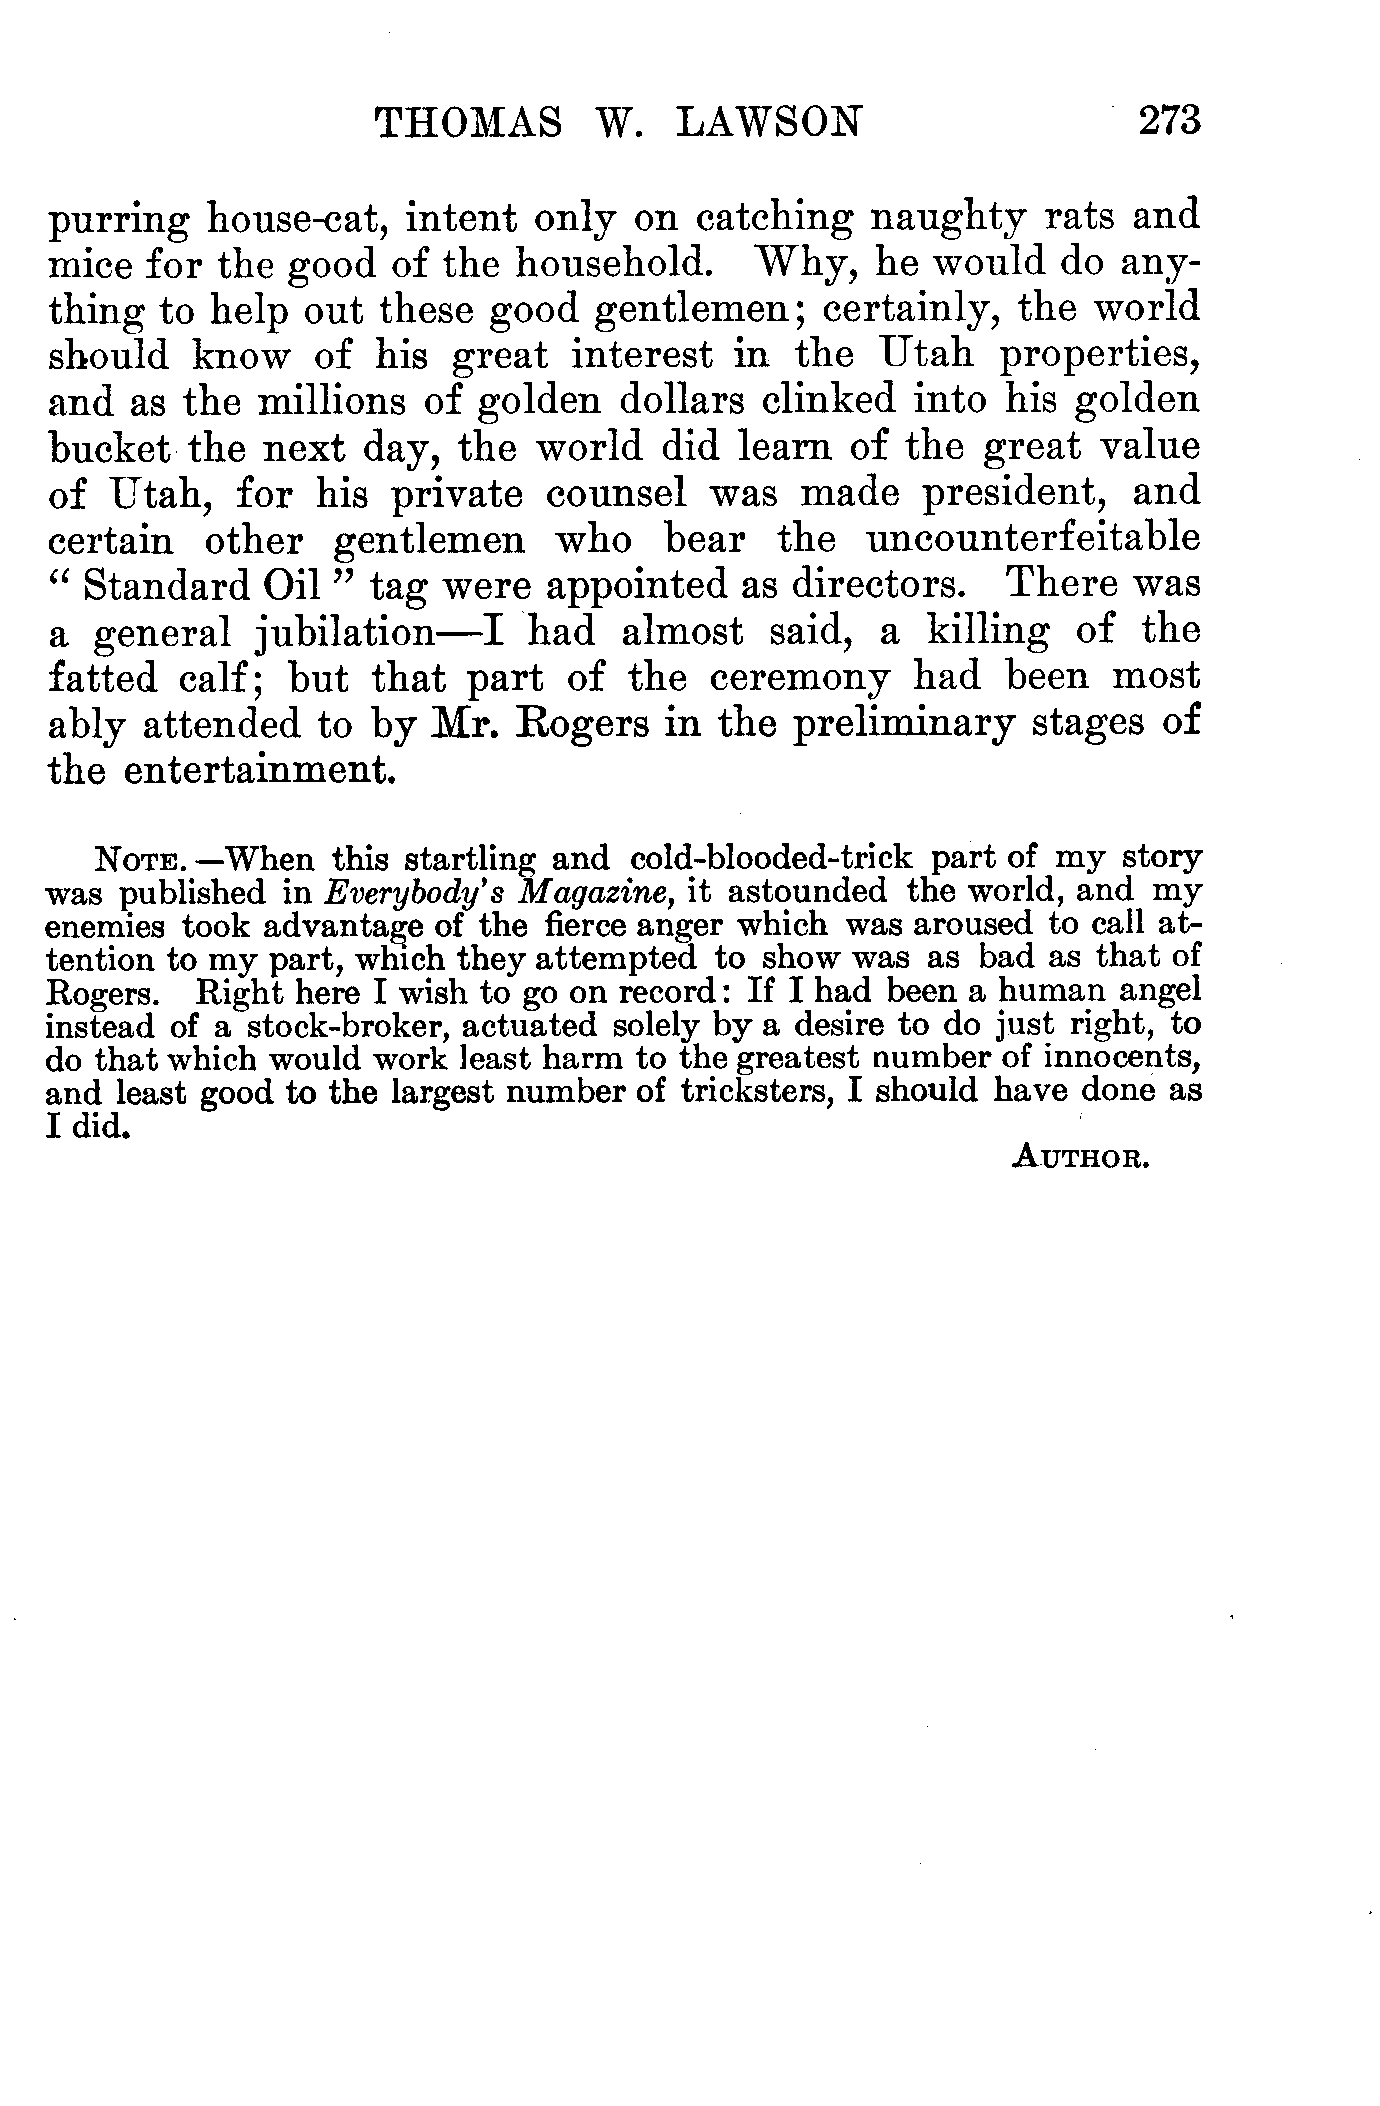 THOMAS W. LAWSON 273
purring house-cat, intent only on catching naughty rats and
mice for the good of the household. Why, he would do any-
thing to help out these good gentlemen; certainly, the world
should know of his great interest in the Utah properties,
and as the millions of golden dollars clinked into his golden
bucket the next day, the world did learn of the great value
of Utah, for his private counsel was made president, and
certain other gentlemen who bear the uncounterfeitable
“ Standard Oil ” tag were appointed as directors. There was
a general jubilation—I had almost said, a killing of the
fatted calf; but that part of the ceremony had been most
ably attended to by Mr. Rogers in the preliminary stages of
the entertainment.
NOTE.—When this startling and cold-blooded-trick part of my story
was published in Everybody's Magazine, it astounded the world, and my
enemies took advantage of the fierce anger which was aroused to call at-
tention to my part, which they attempted to show was as bad as that of
Rogers. Right here I wish to go on record: If I had been a human angel
instead of a stock-broker, actuated solely by a desire to do just right, to
do that which would work least harm to the greatest number of innocents,
and least good to the largest number of tricksters, I should have done as
I did.
AUTHOR.